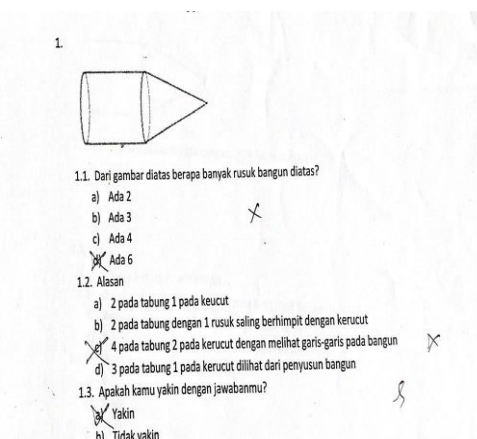 1.
1.1. Dari gambar diatas berapa banyak rusuk bangun diatas?
a) Ada 2
b) Ada 3
c) Ada 4
d) Ada 6
1.2. Alasan
a) 2 pada tabung 1 pada keucut
b) 2 pada tabung dengan 1 rusuk saling berhimpit dengan kerucut
c) 4 pada tabung 2 pada kerucut dengan melihat garis-garis pada bangun
d) 3 pada tabung 1 pada kerucut dilihat dari penyusun bangun
1.3. Apakah kamu yakin dengan jawabanmu?
a) Yakin
b) Tidak yakin